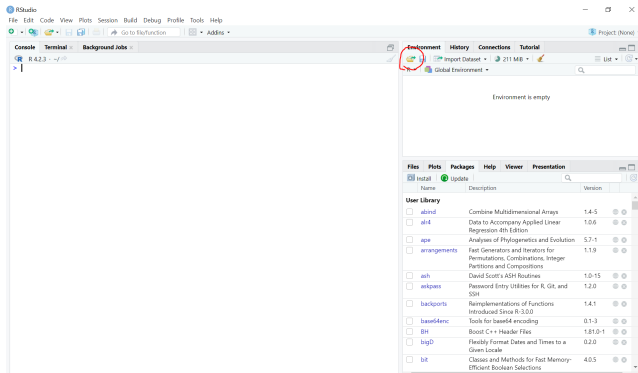 RStudio
File Edit Code View Plots Session Build Debug Profile Tools Help
Go to file/function Addins Project: (None)
Console Terminal Background Jobs
R 4.2.3 · ~/
>
Environment History Connections Tutorial
Import Dataset 211 MiB List
R Global Environment
Environment is empty
Files Plots Packages Help Viewer Presentation
Install Update
Name Description Version
User Library
abind Combine Multidimensional Arrays 1.4-5
alr4 Data to Accompany Applied Linear 1.0.6
Regression 4th Edition
ape Analyses of Phylogenetics and Evolution 5.7-1
arrangements Fast Generators and Iterators for 1.1.9
Permutations, Combinations, Integer
Partitions and Compositions
ash David Scott's ASH Routines 1.0-15
askpass Password Entry Utilities for R, Git, and 1.2.0
SSH
backports Reimplementations of Functions 1.4.1
Introduced Since R-3.0.0
base64enc Tools for base64 encoding 0.1-3
BH Boost C++ Header Files 1.81.0-1
bigD Flexibly Format Dates and Times to a 0.2.0
Given Locale
bit Classes and Methods for Fast Memory- 4.0.5
Efficient Boolean Selections